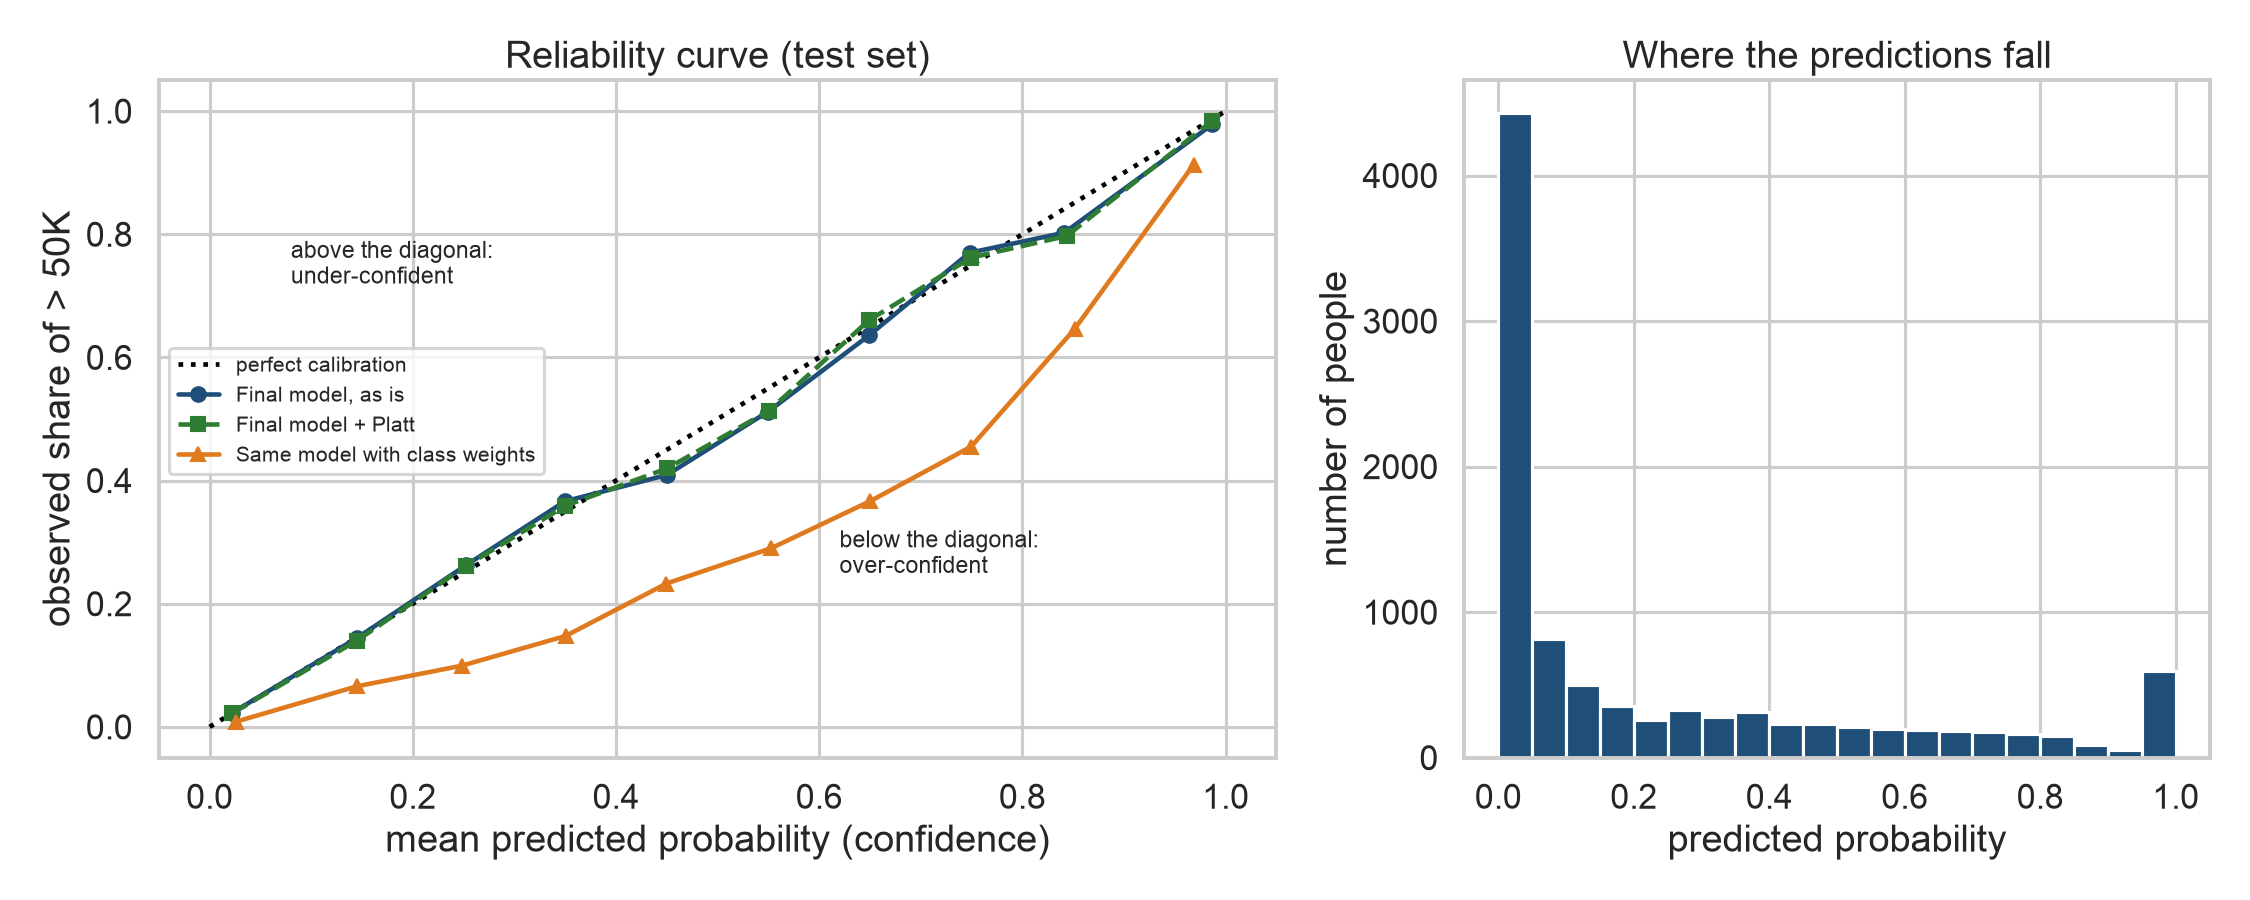 Reliability curve (test set)
observed share of > 50K
1.0
0.8
0.6
0.4
0.2
0.0
above the diagonal:
under-confident
perfect calibration
Final model, as is
Final model + Platt
Same model with class weights
below the diagonal:
over-confident
0.0 0.2 0.4 0.6 0.8 1.0
mean predicted probability (confidence)
Where the predictions fall
number of people
4000
3000
2000
1000
0
0.0 0.2 0.4 0.6 0.8 1.0
predicted probability